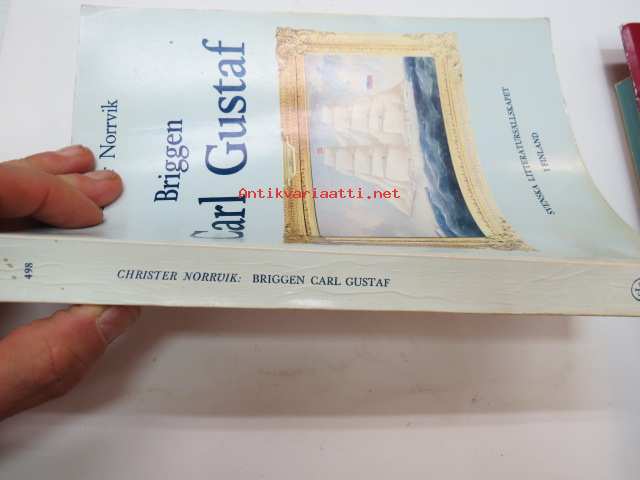 Norrvik
Briggen
Carl Gustaf
SVENSKA LITTERATURSÄLLSKAPET
I FINLAND
Antikvariaatti.net
498
CHRISTER NORRVIK: BRIGGEN CARL GUSTAF